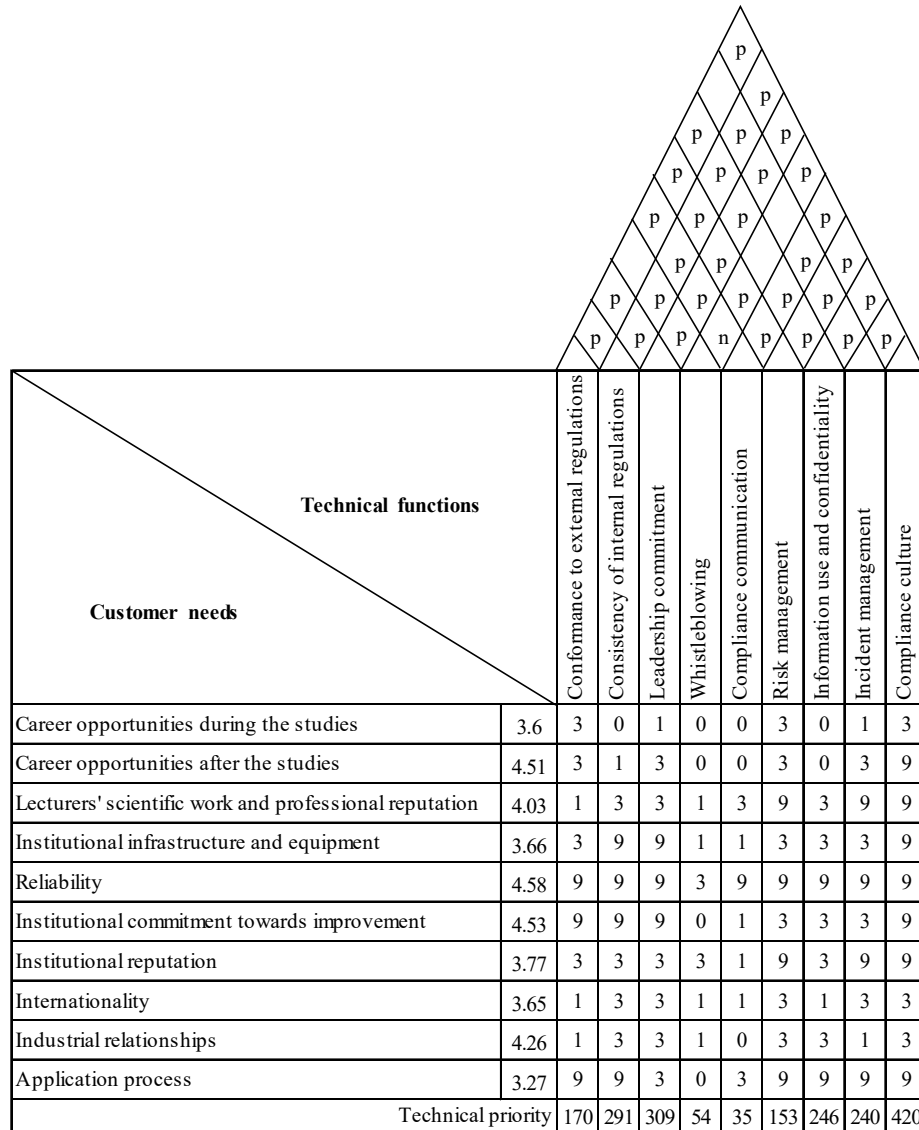 p
p
p p p
p p p p
p p p p
p p p p
p p p p p p p
p p p n p p p p
Technical functions
Customer needs
Conformance to external regulations
Consistency of internal regulations
Leadership commitment
Whistleblowing
Compliance communication
Risk management
Information use and confidentiality
Incident management
Compliance culture
Career opportunities during the studies 3.6 3 0 1 0 0 3 0 1 3
Career opportunities after the studies 4.51 3 1 3 0 0 3 0 3 9
Lecturers' scientific work and professional reputation 4.03 1 3 3 1 3 9 3 9 9
Institutional infrastructure and equipment 3.66 3 9 9 1 1 3 3 3 9
Reliability 4.58 9 9 9 3 9 9 9 9 9
Institutional commitment towards improvement 4.53 9 9 9 0 1 3 3 3 9
Institutional reputation 3.77 3 3 3 3 1 9 3 9 9
Internationality 3.65 1 3 3 1 1 3 1 3 3
Industrial relationships 4.26 1 3 3 1 0 3 3 1 3
Application process 3.27 9 9 3 0 3 9 9 9 9
Technical priority 170 291 309 54 35 153 246 240 420